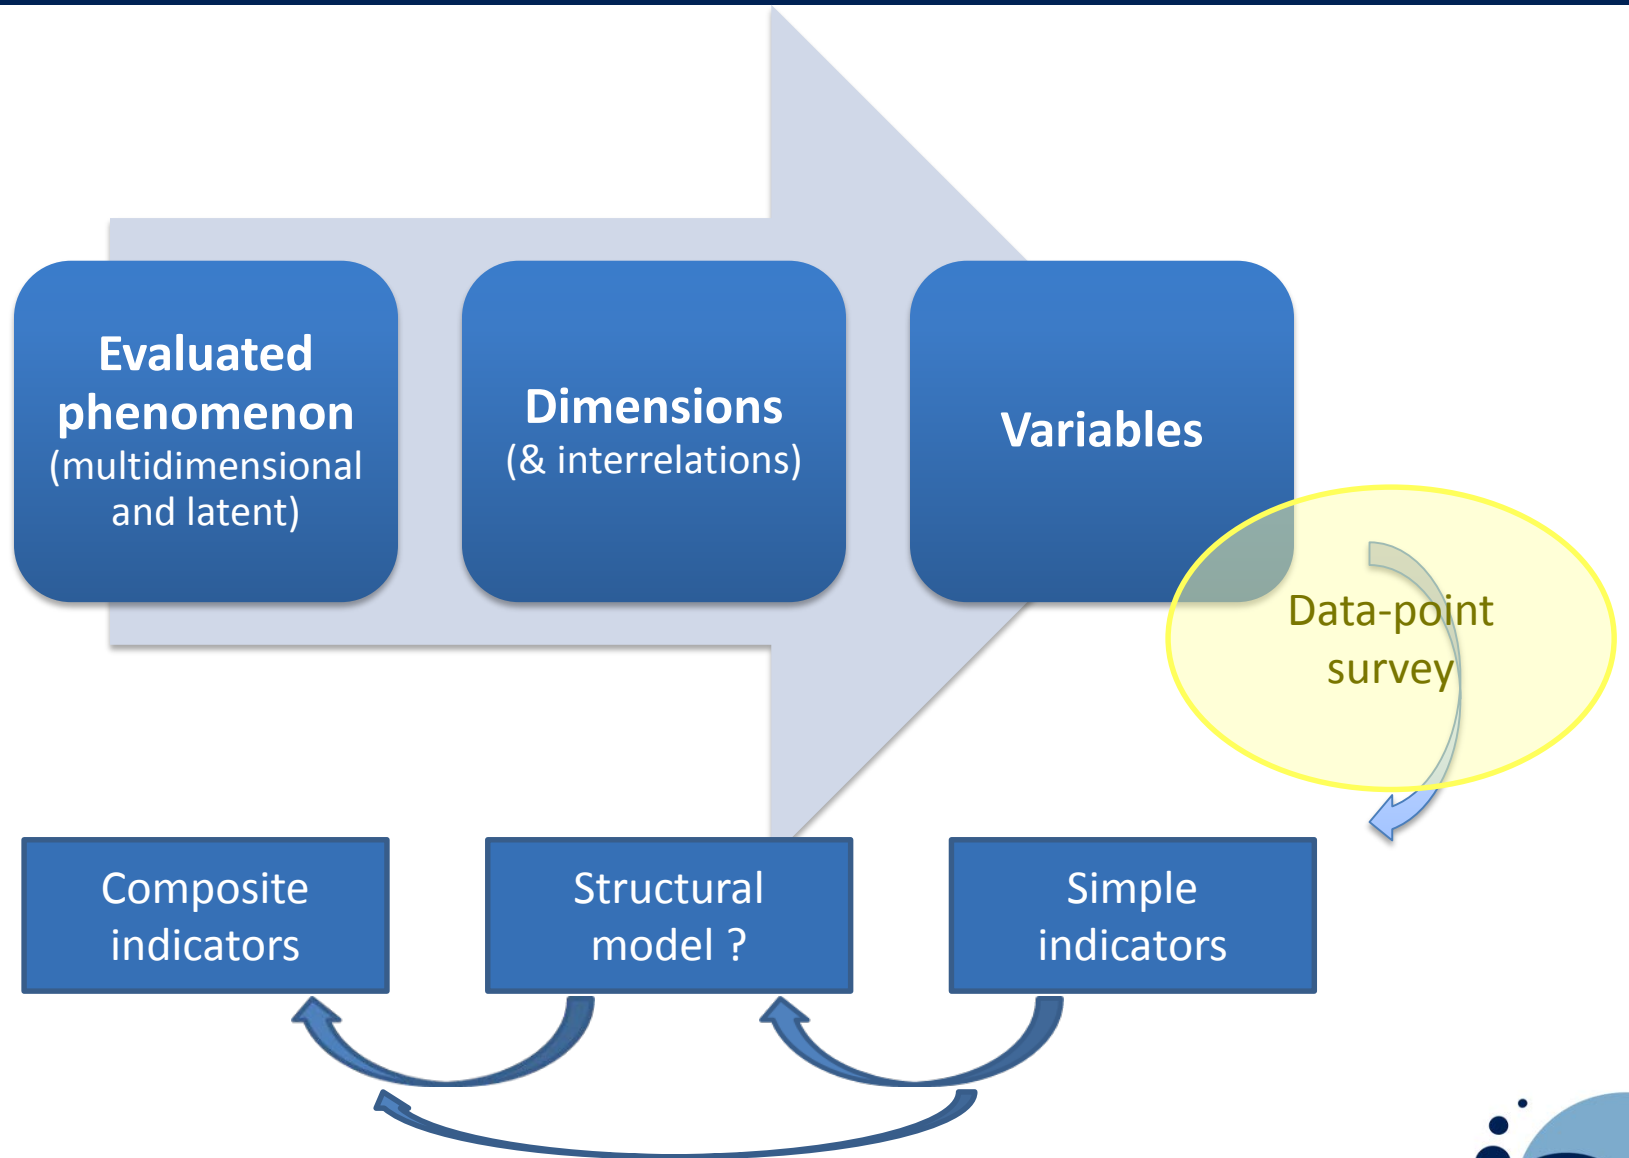 Evaluated
phenomenon
(multidimensional
and latent)
Dimensions
(& interrelations)
Variables
Data-point
survey
Composite
indicators
Structural
model ?
Simple
indicators